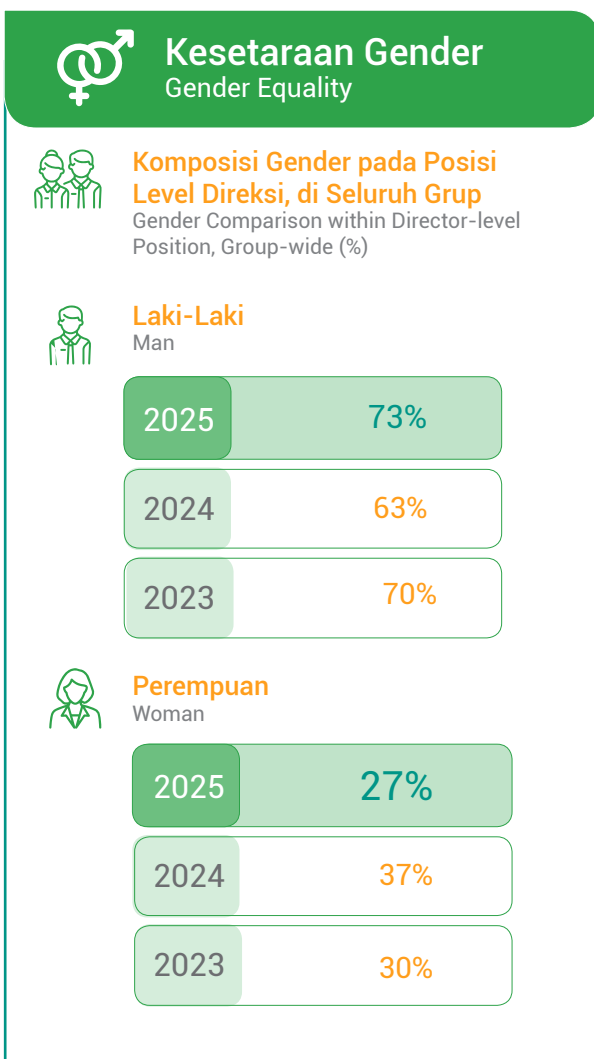 Kesetaraan Gender
Gender Equality
Komposisi Gender pada Posisi
Level Direksi, di Seluruh Grup
Gender Comparison within Director-level
Position, Group-wide (%)
Laki-Laki
Man
2025 73%
2024 63%
2023 70%
Perempuan
Woman
2025 27%
2024 37%
2023 30%